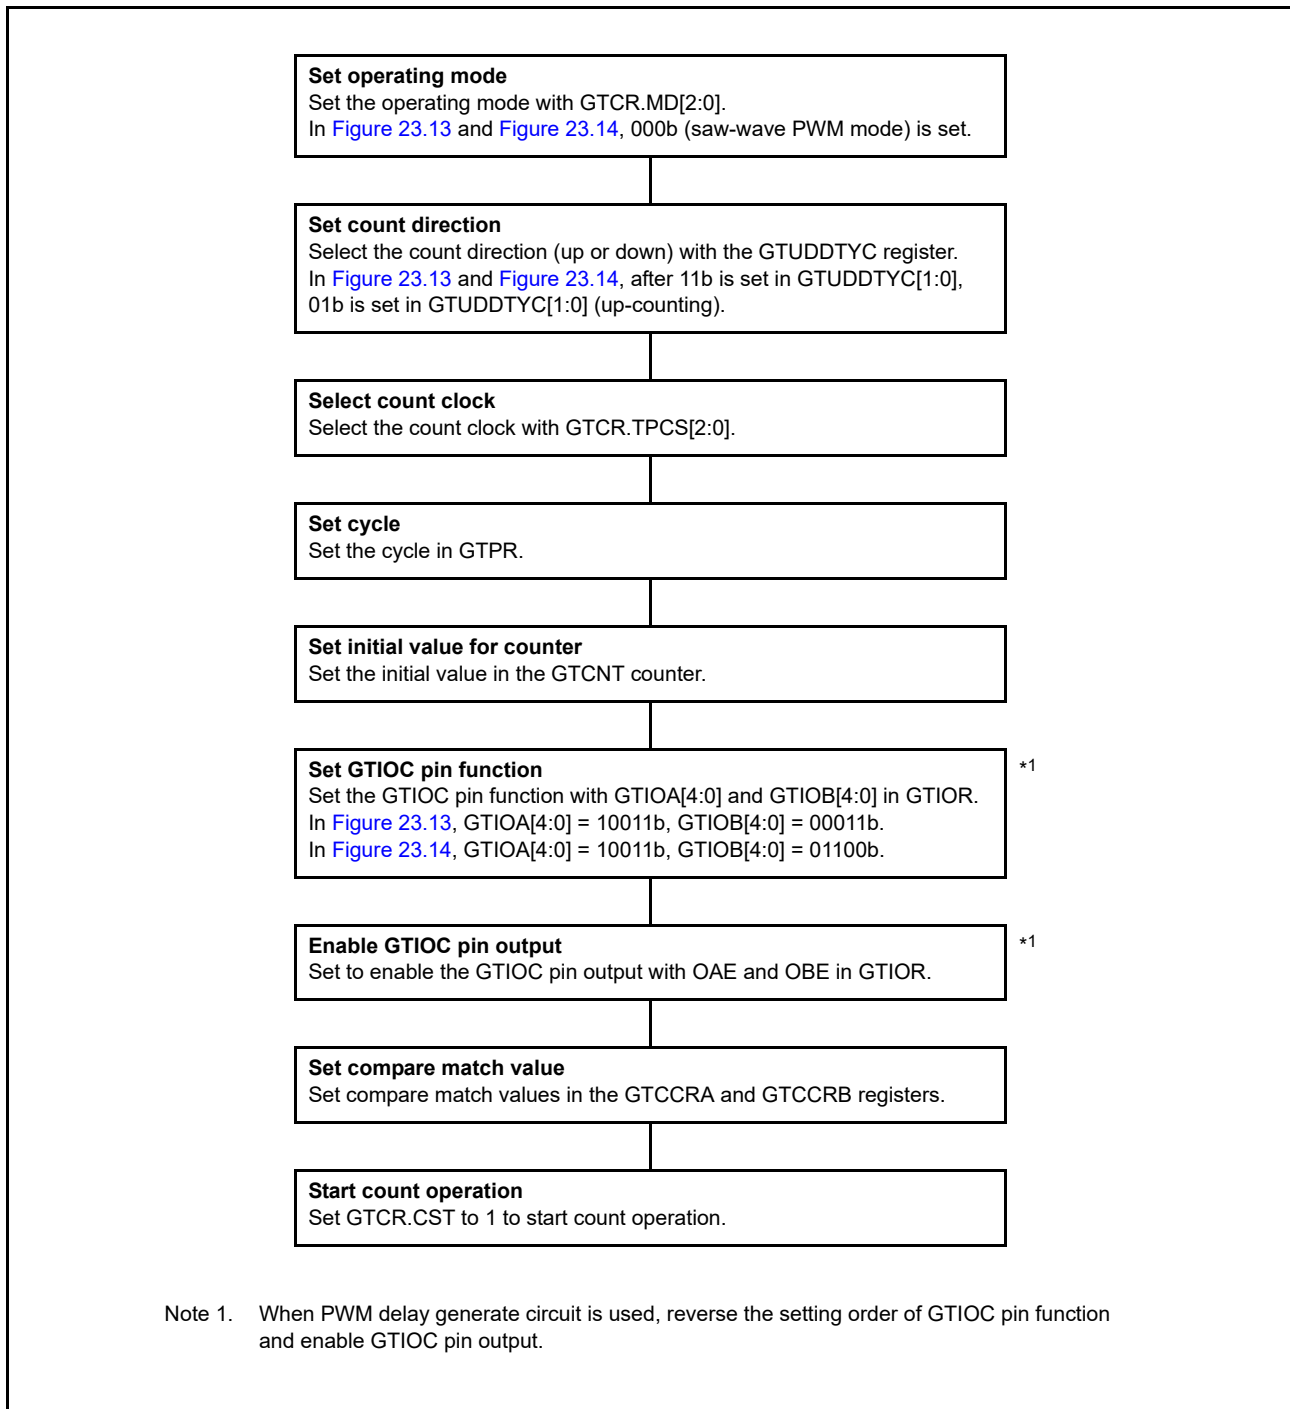 Set operating mode
Set the operating mode with GTCR.MD[2:0].
In Figure 23.13 and Figure 23.14, 000b (saw-wave PWM mode) is set.
Set count direction
Select the count direction (up or down) with the GTUDDTYC register.
In Figure 23.13 and Figure 23.14, after 11b is set in GTUDDTYC[1:0],
01b is set in GTUDDTYC[1:0] (up-counting).
Select count clock
Select the count clock with GTCR.TPCS[2:0].
Set cycle
Set the cycle in GTPR.
Set initial value for counter
Set the initial value in the GTCNT counter.
Set GTIOC pin function *1
Set the GTIOC pin function with GTIOA[4:0] and GTIOB[4:0] in GTIOR.
In Figure 23.13, GTIOA[4:0] = 10011b, GTIOB[4:0] = 00011b.
In Figure 23.14, GTIOA[4:0] = 10011b, GTIOB[4:0] = 01100b.
Enable GTIOC pin output *1
Set to enable the GTIOC pin output with OAE and OBE in GTIOR.
Set compare match value
Set compare match values in the GTCCRA and GTCCRB registers.
Start count operation
Set GTCR.CST to 1 to start count operation.
Note 1. When PWM delay generate circuit is used, reverse the setting order of GTIOC pin function
and enable GTIOC pin output.